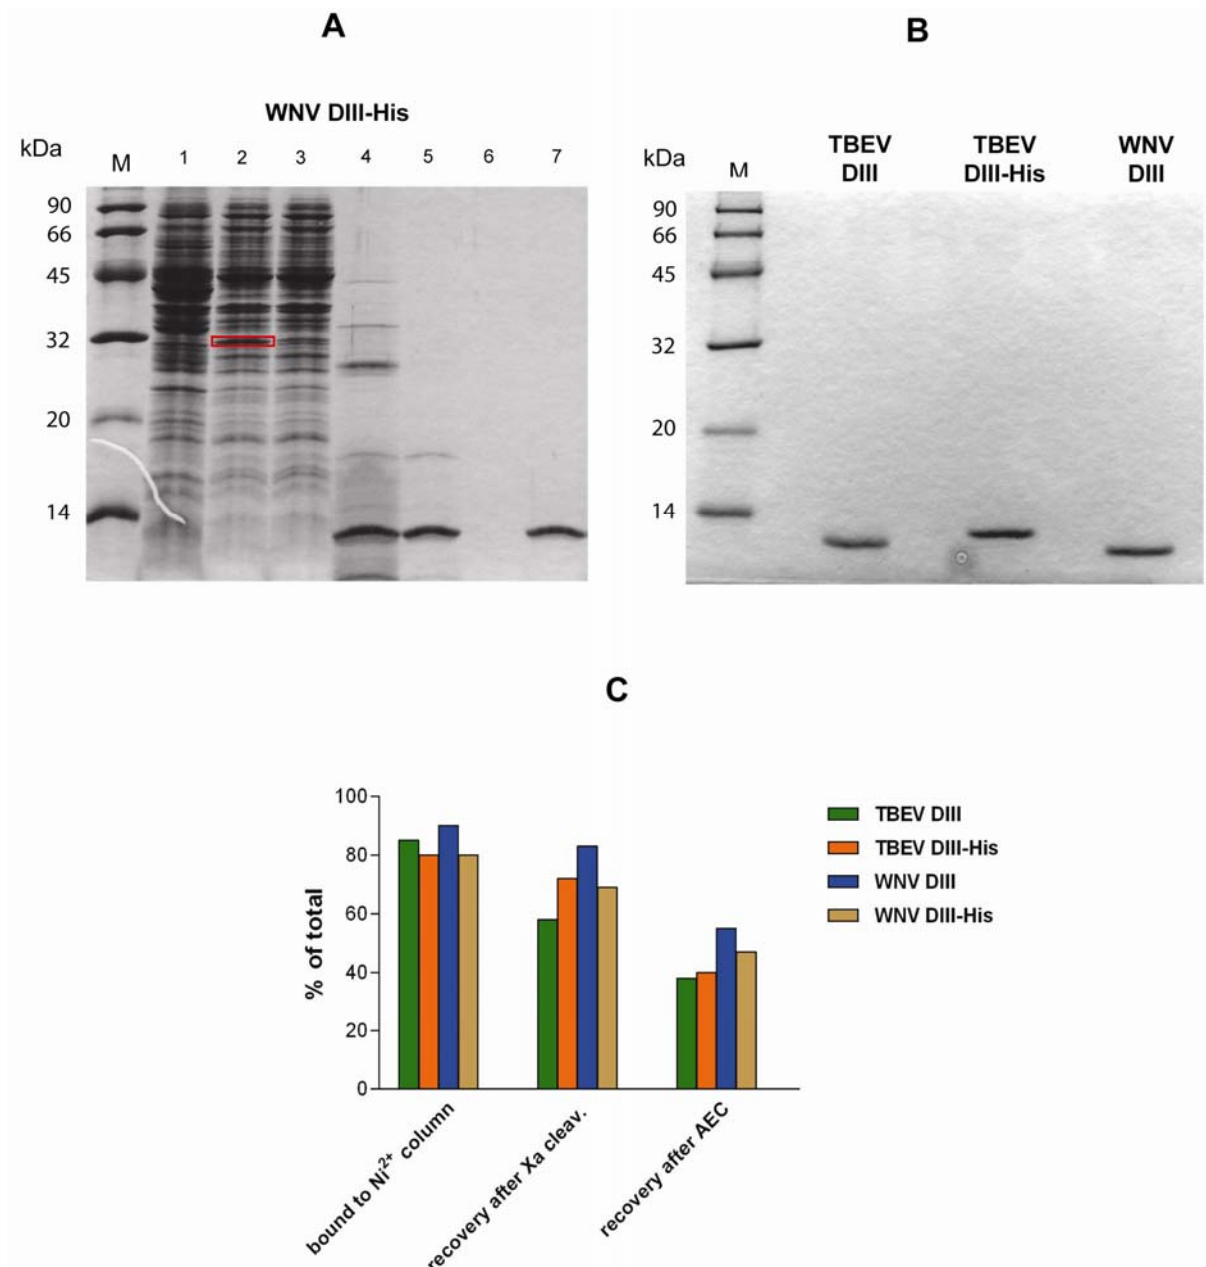 A
WNV DIII-His
kDa M 1 2 3 4 5 6 7
90
66
45
32
20
14
B
kDa M TBEV DIII TBEV DIII-His WNV DIII
90
66
45
32
20
14
C
% of total
100
80
60
40
20
0
bound to Ni²⁺ column
recovery after Xa cleav.
recovery after AEC
TBEV DIII
TBEV DIII-His
WNV DIII
WNV DIII-His